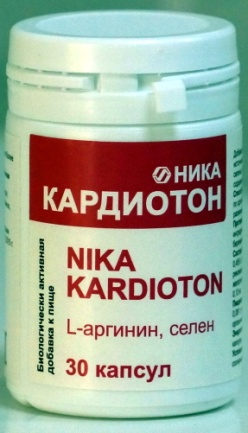 НИКА
КАРДИОТОН
NIKA
KARDIOTON
L-аргинин, селен
30 капсул
Биологически активная
добавка к пище